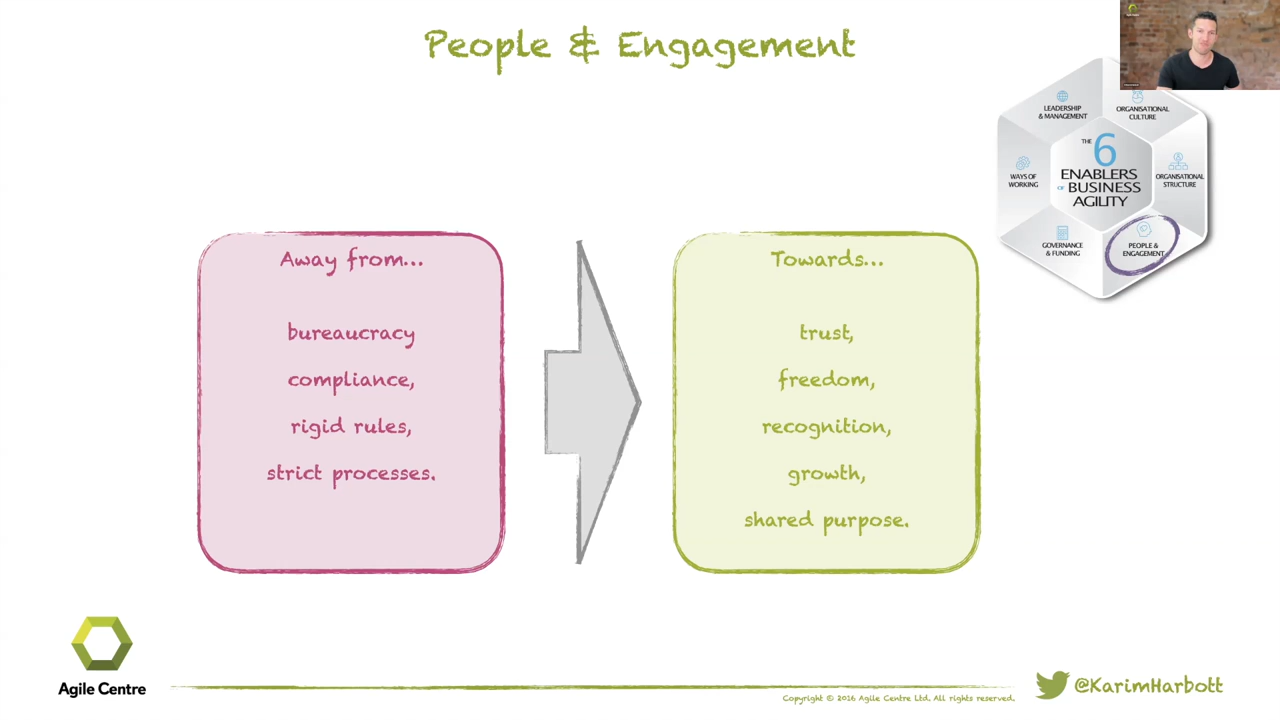 People & Engagement
LEADERSHIP
& MANAGEMENT
ORGANISATIONAL
CULTURE
THE 6
ENABLERS
OF BUSINESS
AGILITY
WAYS OF
WORKING
ORGANISATIONAL
STRUCTURE
GOVERNANCE
& FUNDING
PEOPLE &
ENGAGEMENT
Away from...
bureaucracy
compliance,
rigid rules,
strict processes.
Towards...
trust,
freedom,
recognition,
growth,
shared purpose.
Agile Centre
Copyright © 2016 Agile Centre Ltd. All rights reserved.
@KarimHarbott